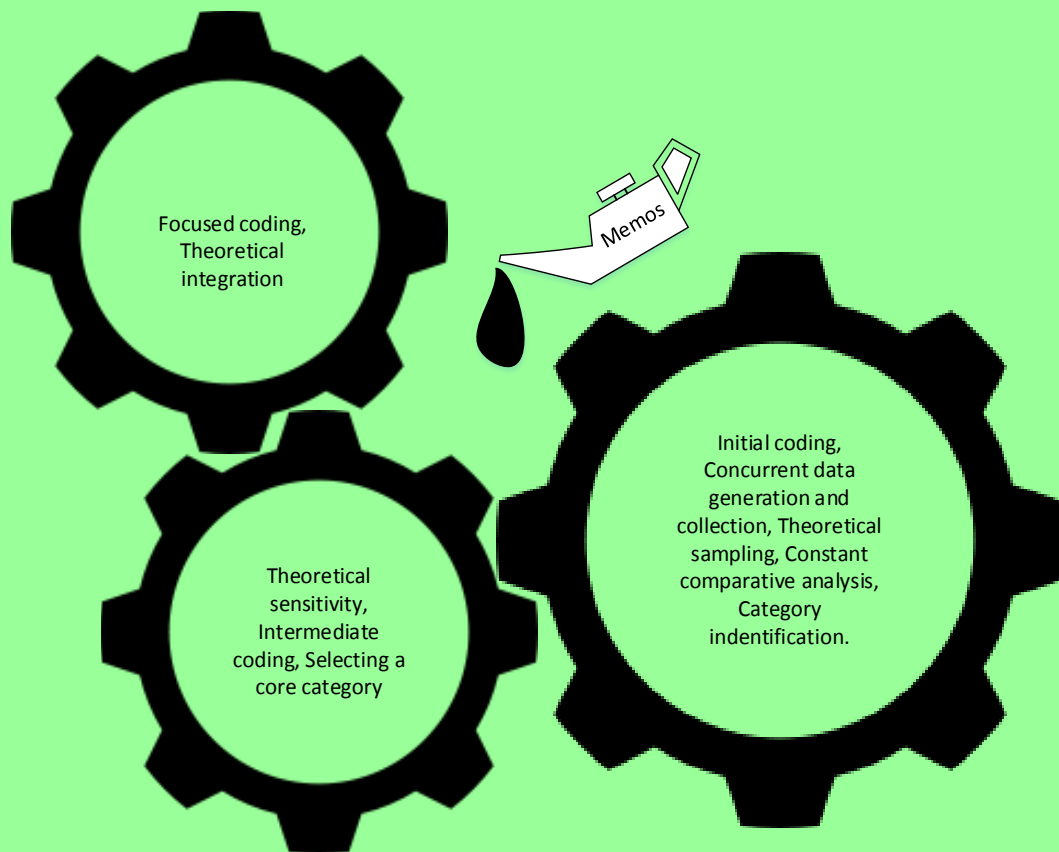 Focused coding,
Theoretical
integration
Memos
Initial coding,
Concurrent data
generation and
collection, Theoretical
sampling, Constant
comparative analysis,
Category
indentification.
Theoretical
sensitivity,
Intermediate
coding, Selecting a
core category